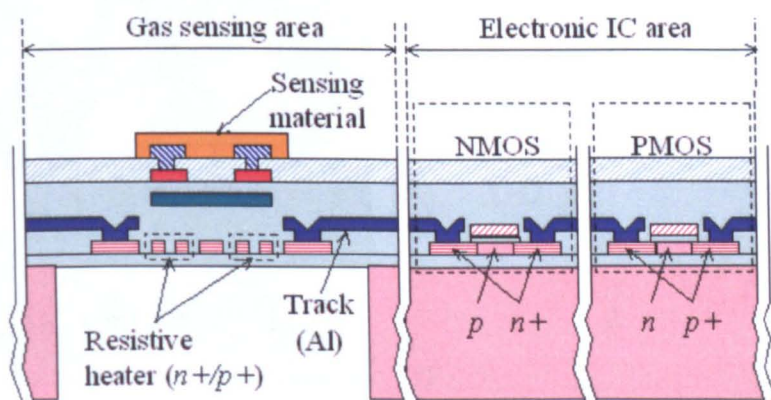 Gas sensing area
Electronic IC area
Sensing
material
NMOS
PMOS
Track
(Al)
Resistive
heater (n+/p+)
p
n+
n
p+